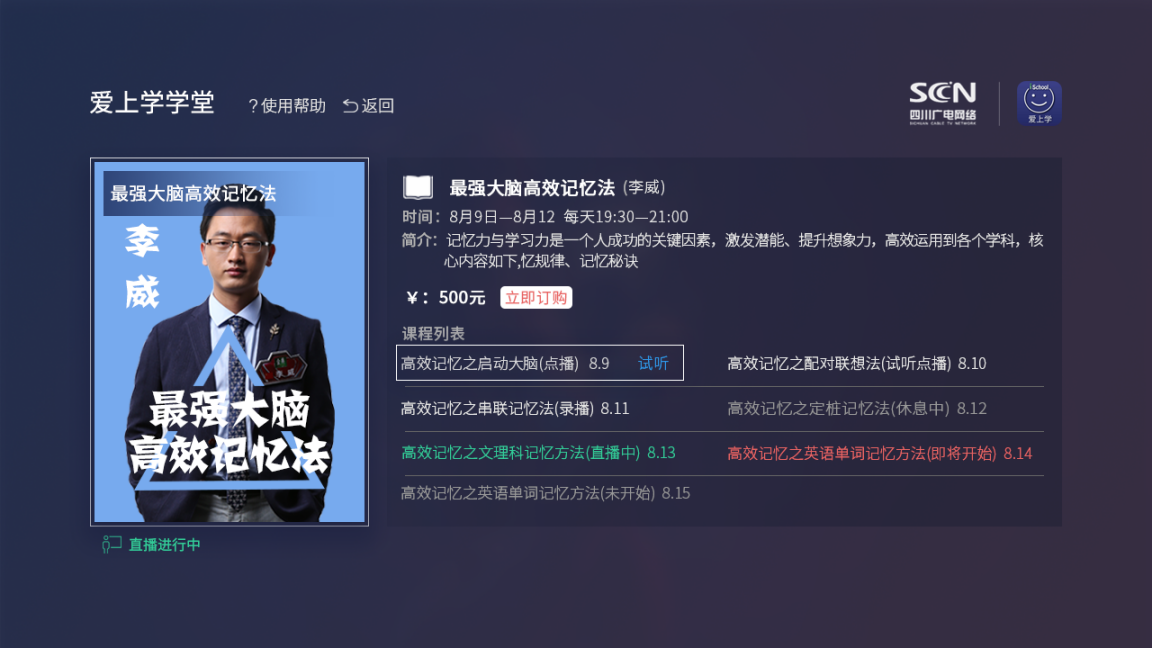 爱上学学堂
?使用帮助 返回
SCN
四川广电网络
SICHUAN CABLE TV NETWORK
iSchool
爱上学
最强大脑高效记忆法
李威
李威
最强大脑
高效记忆法
直播进行中
最强大脑高效记忆法 (李威)
时间：8月9日—8月12 每天19:30—21:00
简介：记忆力与学习力是一个人成功的关键因素，激发潜能、提升想象力，高效运用到各个学科，核
心内容如下,忆规律、记忆秘诀
￥：500元 立即订购
课程列表
高效记忆之启动大脑(点播) 8.9 试听
高效记忆之配对联想法(试听点播) 8.10
高效记忆之串联记忆法(录播) 8.11
高效记忆之定桩记忆法(休息中) 8.12
高效记忆之文理科记忆方法(直播中) 8.13
高效记忆之英语单词记忆方法(即将开始) 8.14
高效记忆之英语单词记忆方法(未开始) 8.15